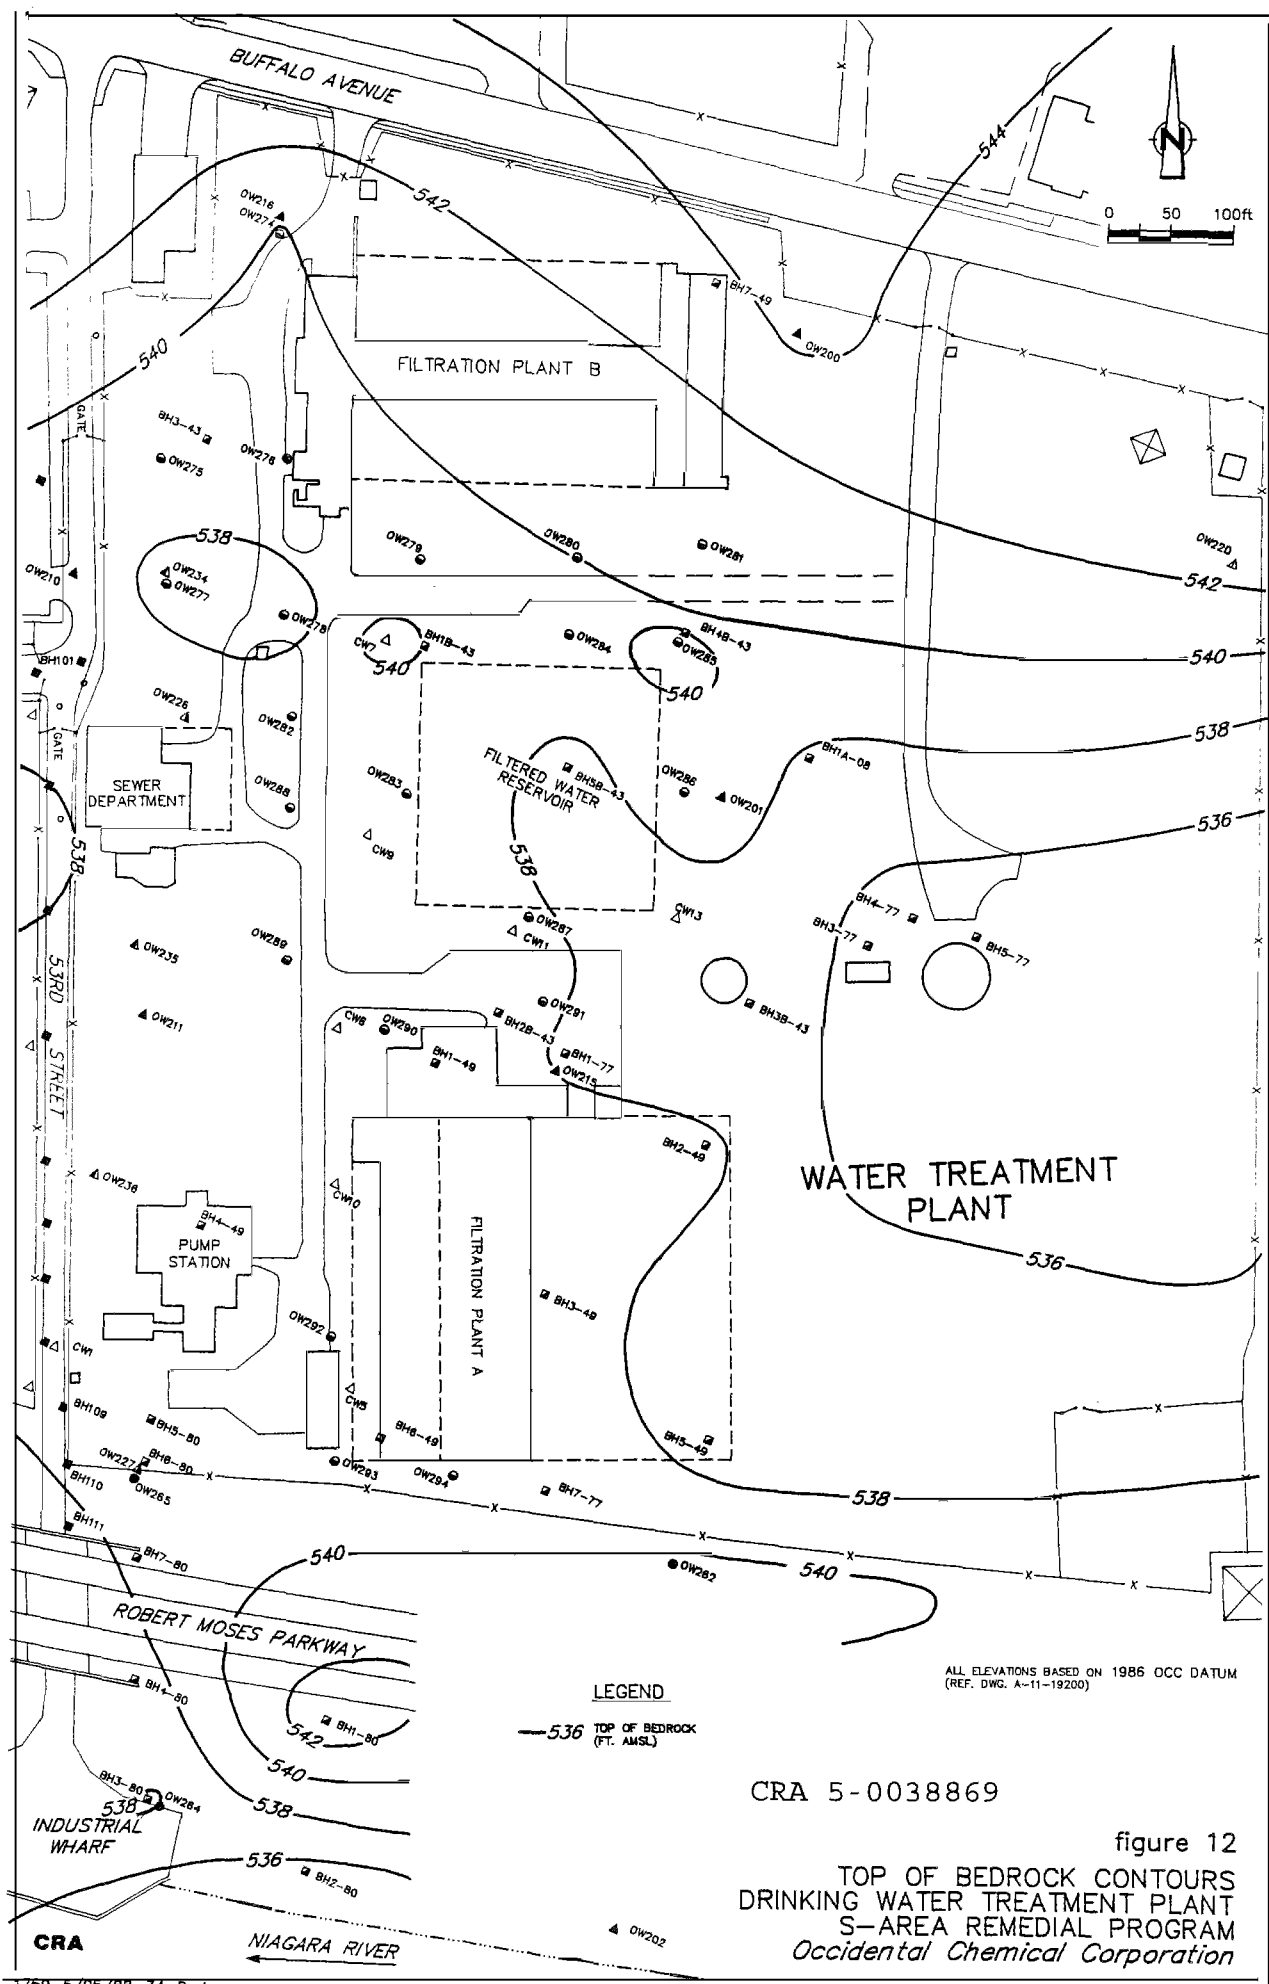 BUFFALO AVENUE
544
N
0 50 100ft
542
OW216
OW274
BH7-49
OW200
540
FILTRATION PLANT B
GATE
BH3-43
OW275
OW276
538
OW279
OW280
OW281
OW220
542
OW210
OW234
OW277
OW278
CW7
BH1B-43
540
OW284
BH4B-43
OW285
540
540
BH101
OW226
OW282
538
GATE
SEWER
DEPARTMENT
OW288
OW283
FILTERED WATER
RESERVOIR
BH5B-43
OW286
OW201
BH1A-08
536
CW9
538
538
OW235
OW289
OW287
CW11
CW13
BH4-77
BH3-77
BH5-77
53RD STREET
OW211
CW8
OW290
BH2B-43
OW291
BH3B-43
BH1-49
BH1-77
OW215
BH2-49
WATER TREATMENT
PLANT
OW236
CW10
BH4-49
PUMP
STATION
FILTRATION PLANT A
536
BH3-49
OW292
CW1
CW5
BH109
BH5-80
BH6-49
BH5-49
OW227
BH6-80
OW265
BH110
OW293
OW294
BH7-77
538
BH111
BH7-80
540
OW262
540
ROBERT MOSES PARKWAY
BH4-80
BH1-80
542
LEGEND
536 TOP OF BEDROCK
(FT. AMSL)
ALL ELEVATIONS BASED ON 1986 OCC DATUM
(REF. DWG. A-11-19200)
540
BH3-80
OW264
538
538
INDUSTRIAL
WHARF
CRA 5-0038869
536
BH2-80
OW202
figure 12
TOP OF BEDROCK CONTOURS
DRINKING WATER TREATMENT PLANT
S-AREA REMEDIAL PROGRAM
Occidental Chemical Corporation
CRA
NIAGARA RIVER